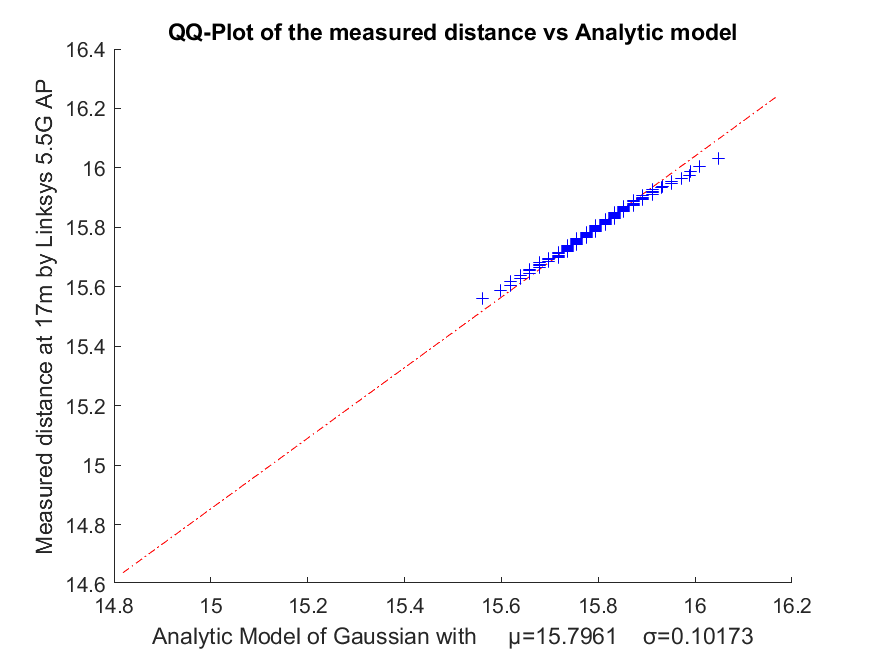 QQ-Plot of the measured distance vs Analytic model
Measured distance at 17m by Linksys 5.5G AP
16.4
16.2
16
15.8
15.6
15.4
15.2
15
14.8
14.6
14.8 15 15.2 15.4 15.6 15.8 16 16.2
Analytic Model of Gaussian with μ=15.7961 σ=0.10173